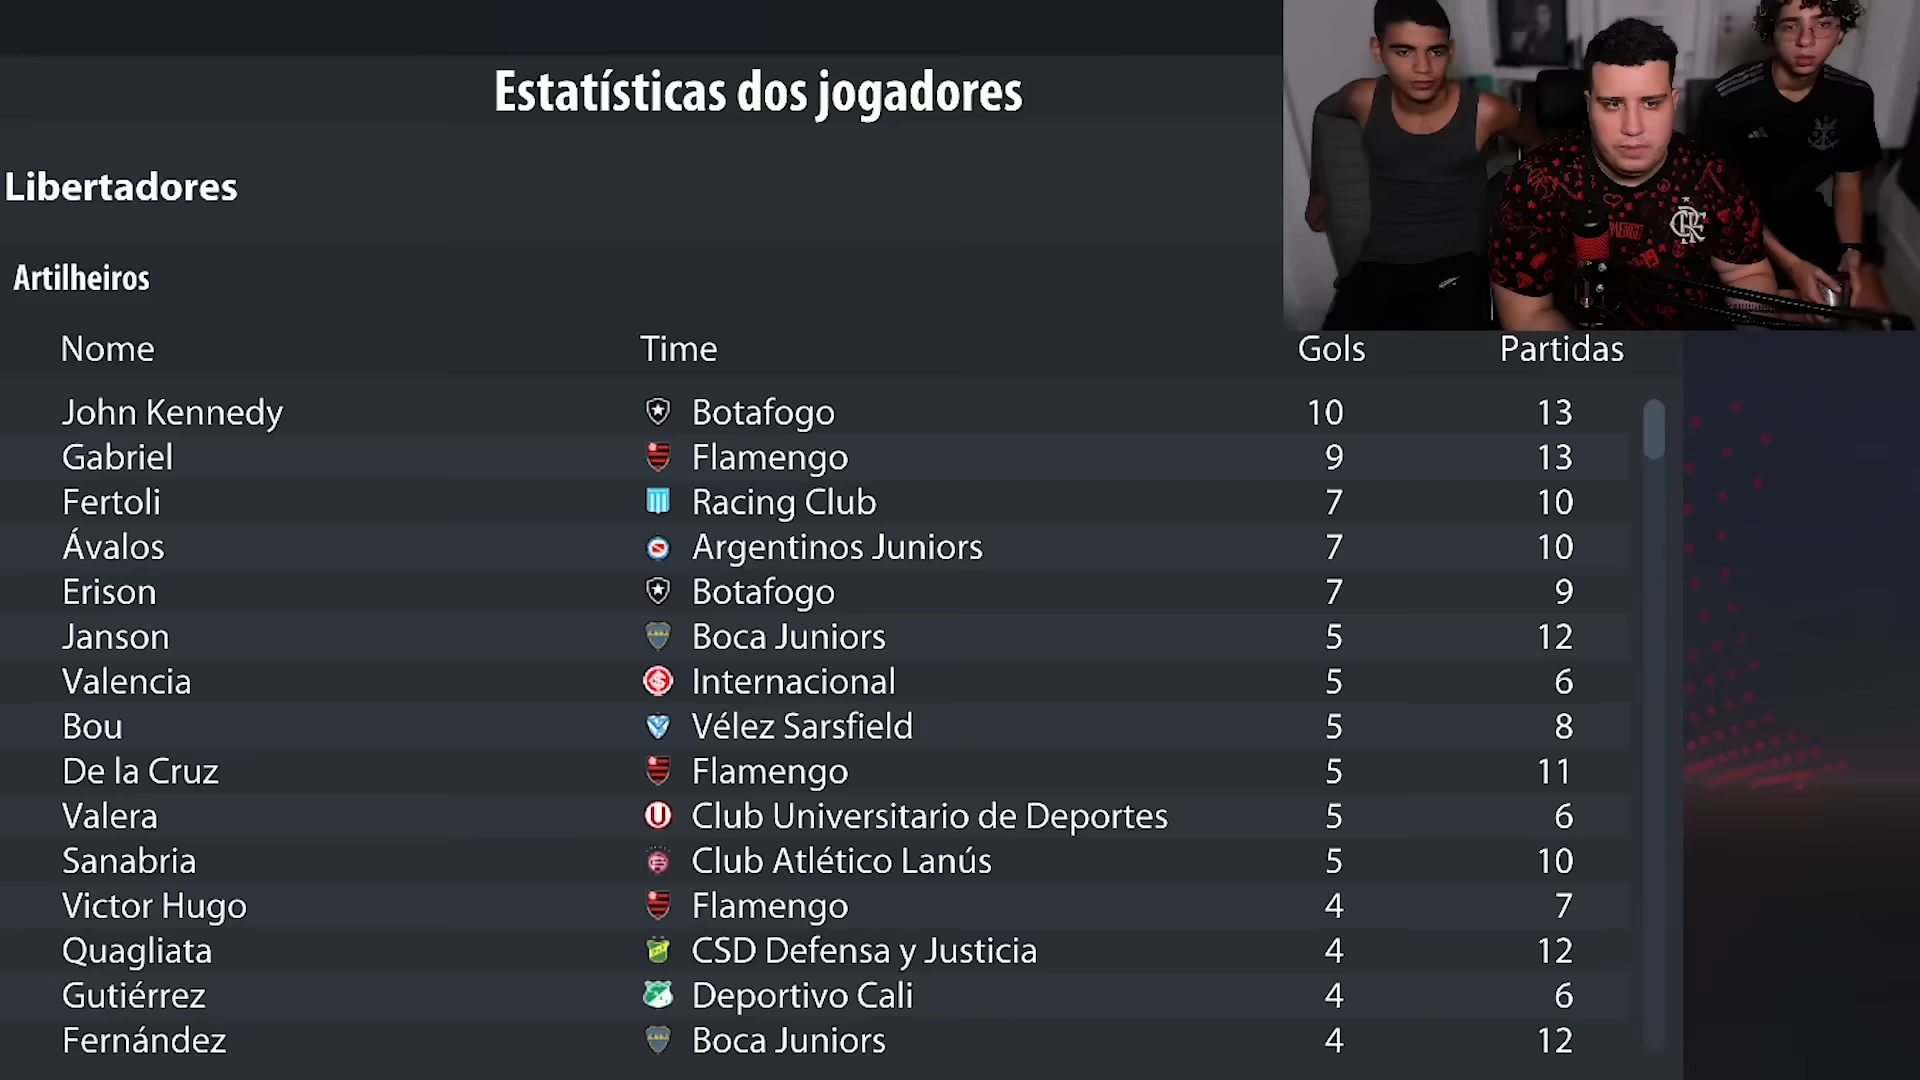 Estatísticas dos jogadores
Libertadores
Artilheiros
Nome Time Gols Partidas
John Kennedy Botafogo 10 13
Gabriel Flamengo 9 13
Fertoli Racing Club 7 10
Ávalos Argentinos Juniors 7 10
Erison Botafogo 7 9
Janson Boca Juniors 5 12
Valencia Internacional 5 6
Bou Vélez Sarsfield 5 8
De la Cruz Flamengo 5 11
Valera Club Universitario de Deportes 5 6
Sanabria Club Atlético Lanús 5 10
Victor Hugo Flamengo 4 7
Quagliata CSD Defensa y Justicia 4 12
Gutiérrez Deportivo Cali 4 6
Fernández Boca Juniors 4 12